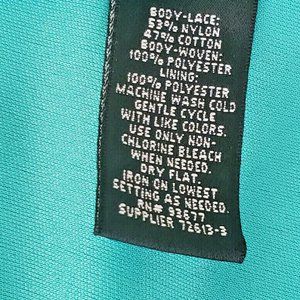 BODY-LACE:
53% NYLON
47% COTTON
BODY-WOVEN:
100% POLYESTER
LINING:
100% POLYESTER
MACHINE WASH COLD
GENTLE CYCLE
WITH LIKE COLORS.
USE ONLY NON-
CHLORINE BLEACH
WHEN NEEDED.
DRY FLAT.
IRON ON LOWEST
SETTING AS NEEDED.
RN# 93677
SUPPLIER 72613-3